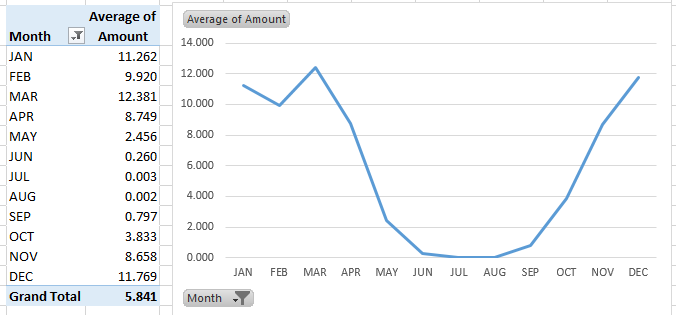 Average of
Month Amount
JAN 11.262
FEB 9.920
MAR 12.381
APR 8.749
MAY 2.456
JUN 0.260
JUL 0.003
AUG 0.002
SEP 0.797
OCT 3.833
NOV 8.658
DEC 11.769
Grand Total 5.841
Average of Amount
14.000
12.000
10.000
8.000
6.000
4.000
2.000
0.000
JAN FEB MAR APR MAY JUN JUL AUG SEP OCT NOV DEC
Month